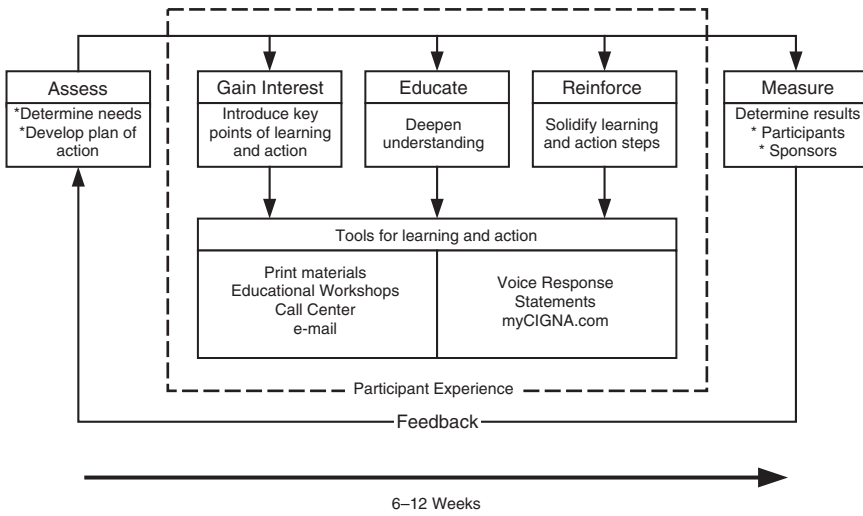 Assess
*Determine needs
*Develop plan of
action
Gain Interest
Introduce key
points of learning
and action
Educate
Deepen
understanding
Reinforce
Solidify learning
and action steps
Measure
Determine results
* Participants
* Sponsors
Tools for learning and action
Print materials
Educational Workshops
Call Center
e-mail
Voice Response
Statements
myCIGNA.com
Participant Experience
Feedback
6–12 Weeks